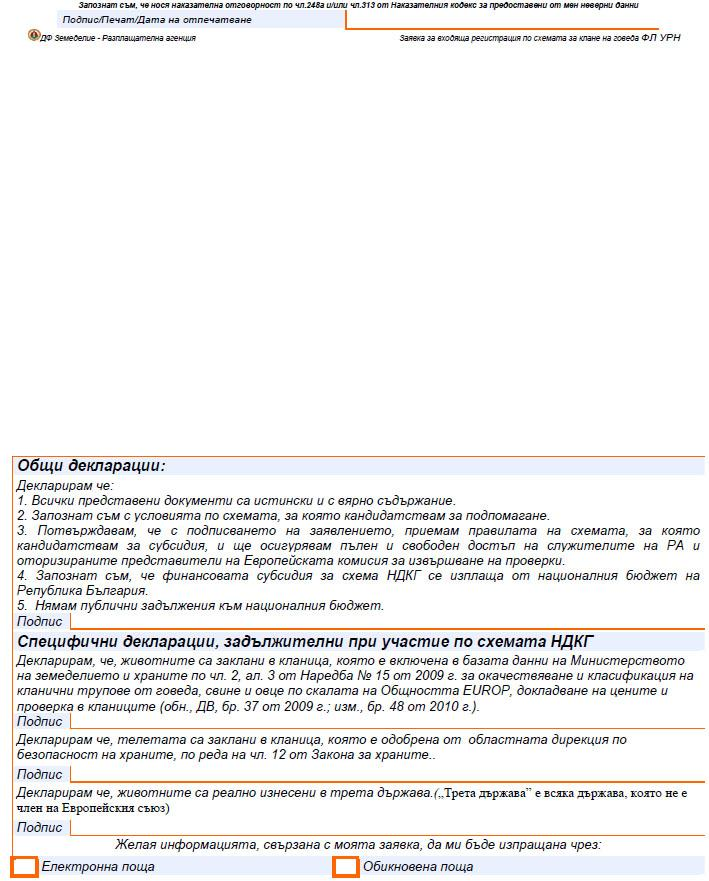 Запознат съм, че нося наказателна отговорност по чл.248а и/или чл.313 от Наказателния кодекс за предоставени от мен неверни данни
Подпис/Печат/Дата на отпечатване
ДФ Земеделие - Разплащателна агенция
Заявка за входяща регистрация по схемата за клане на говеда ФЛ УРН
Общи декларации:
Декларирам че:
1. Всички представени документи са истински и с вярно съдържание.
2. Запознат съм с условията по схемата, за която кандидатствам за подпомагане.
3. Потвърждавам, че с подписването на заявлението, приемам правилата на схемата, за която
кандидатствам за субсидия, и ще осигурявам пълен и свободен достъп на служителите на РА и
оторизираните представители на Европейската комисия за извършване на проверки.
4. Запознат съм, че финансовата субсидия за схема НДКГ се изплаща от националния бюджет на
Република България.
5. Нямам публични задължения към националния бюджет.
Подпис
Специфични декларации, задължителни при участие по схемата НДКГ
Декларирам, че, животните са заклани в кланица, която е включена в базата данни на Министерството
на земеделието и храните по чл. 2, ал. 3 от Наредба № 15 от 2009 г. за окачествяване и класификация на
кланични трупове от говеда, свине и овце по скалата на Общността EUROP, докладване на цените и
проверка в кланиците (обн., ДВ, бр. 37 от 2009 г.; изм., бр. 48 от 2010 г.).
Подпис
Декларирам че, телетата са заклани в кланица, която е одобрена от областната дирекция по
безопасност на храните, по реда на чл. 12 от Закона за храните..
Подпис
Декларирам че, животните са реално изнесени в трета държава.(„Трета държава” е всяка държава, която не е
член на Европейския съюз)
Подпис
Желая информацията, свързана с моята заявка, да ми бъде изпращана чрез:
Електронна поща
Обикновена поща